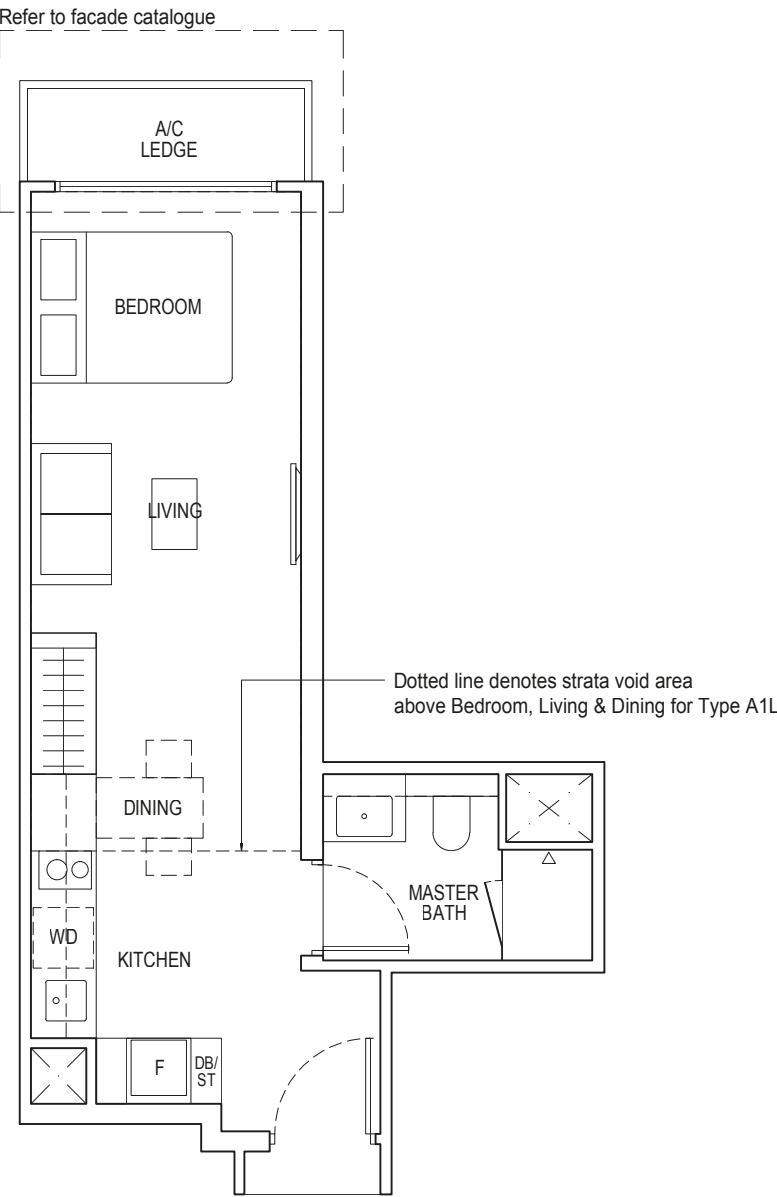 Refer to facade catalogue
A/C
LEDGE
BEDROOM
LIVING
Dotted line denotes strata void area
above Bedroom, Living & Dining for Type A1L
DINING
MASTER
BATH
WD
KITCHEN
F
DB/
ST